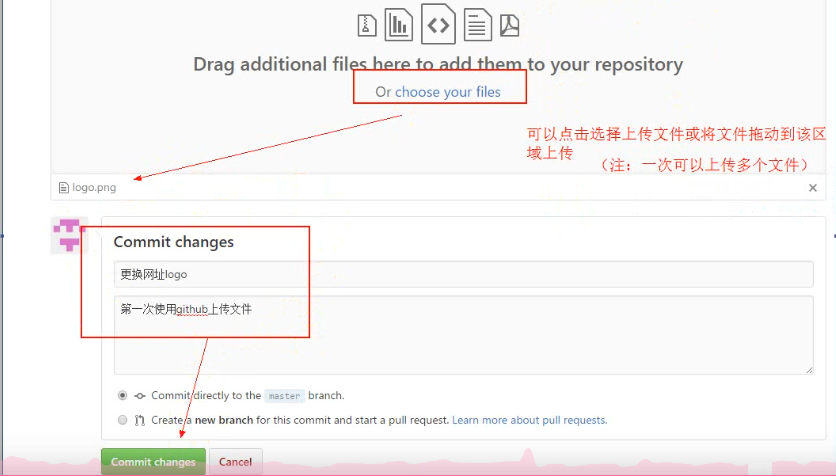 Drag additional files here to add them to your repository
Or choose your files
可以点击选择上传文件或将文件拖动到该区
域上传
（注：一次可以上传多个文件）
logo.png
Commit changes
更换网址logo
第一次使用github上传文件
Commit directly to the master branch.
Create a new branch for this commit and start a pull request. Learn more about pull requests.
Commit changes
Cancel